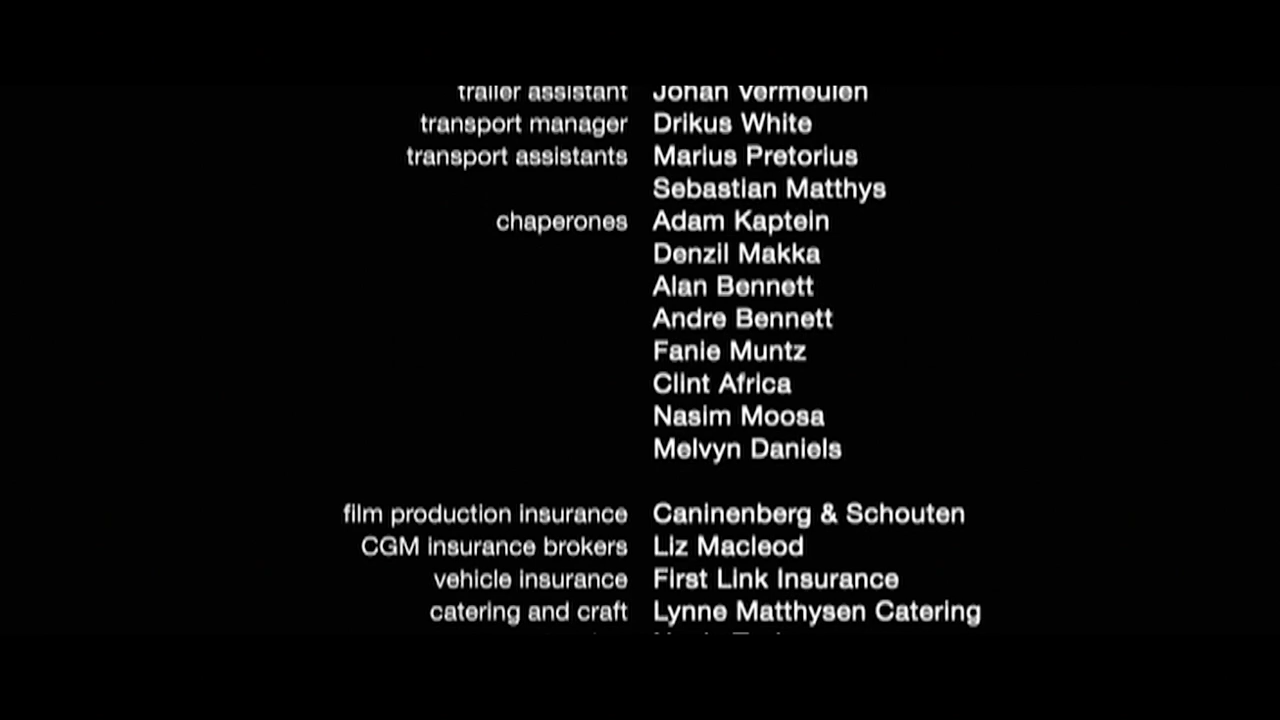 trailer assistant Johan Vermeulen
transport manager Drikus White
transport assistants Marius Pretorius
Sebastian Matthys
chaperones Adam Kaptein
Denzil Makka
Alan Bennett
Andre Bennett
Fanie Muntz
Clint Africa
Nasim Moosa
Melvyn Daniels
film production insurance Caninenberg & Schouten
CGM insurance brokers Liz Macleod
vehicle insurance First Link Insurance
catering and craft Lynne Matthysen Catering